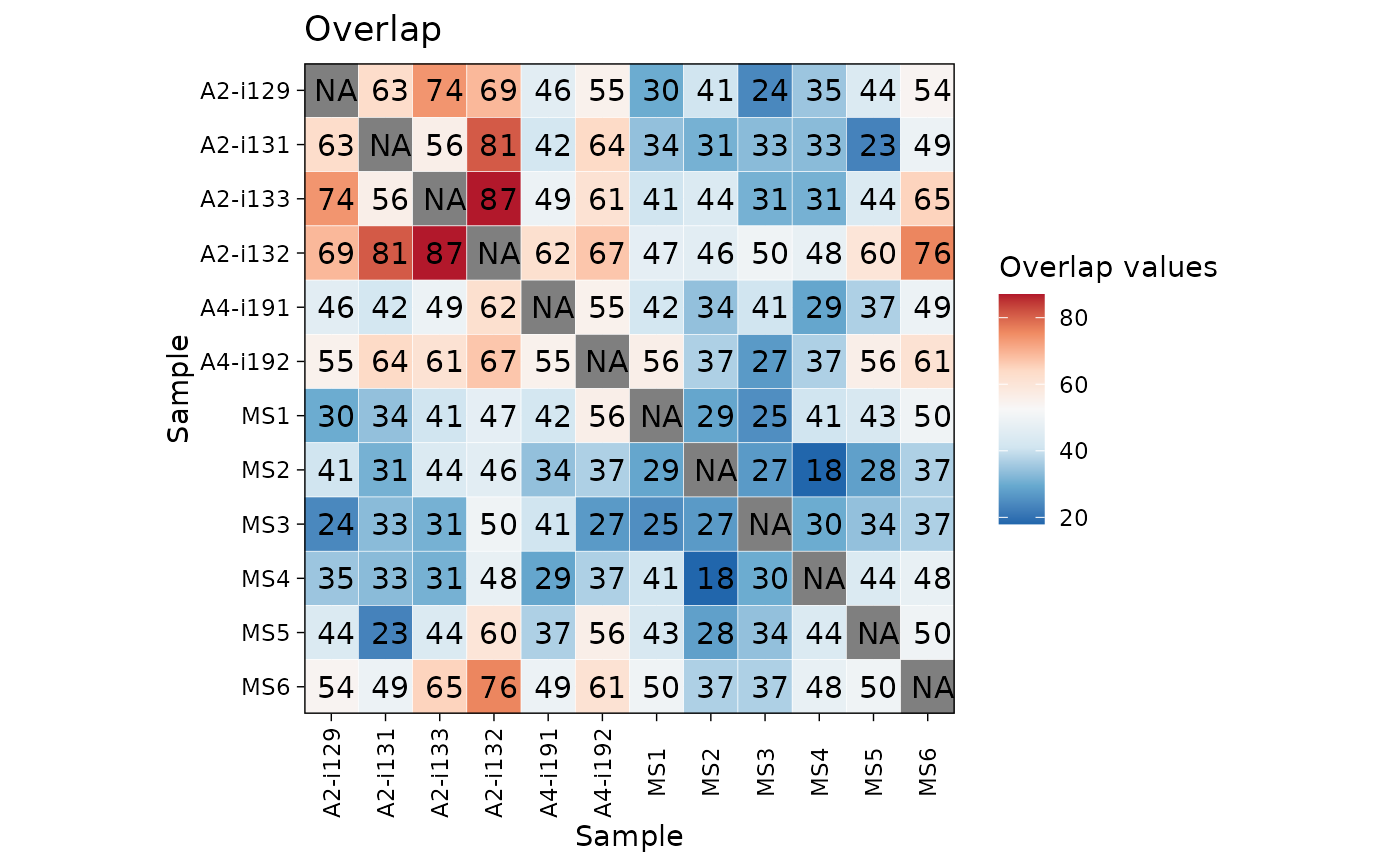 Overlap
A2-i129 NA 63 74 69 46 55 30 41 24 35 44 54
A2-i131 63 NA 56 81 42 64 34 31 33 33 23 49
A2-i133 74 56 NA 87 49 61 41 44 31 31 44 65
A2-i132 69 81 87 NA 62 67 47 46 50 48 60 76
A4-i191 46 42 49 62 NA 55 42 34 41 29 37 49
A4-i192 55 64 61 67 55 NA 56 37 27 37 56 61
MS1 30 34 41 47 42 56 NA 29 25 41 43 50
MS2 41 31 44 46 34 37 29 NA 27 18 28 37
MS3 24 33 31 50 41 27 25 27 NA 30 34 37
MS4 35 33 31 48 29 37 41 18 30 NA 44 48
MS5 44 23 44 60 37 56 43 28 34 44 NA 50
MS6 54 49 65 76 49 61 50 37 37 48 50 NA
A2-i129 A2-i131 A2-i133 A2-i132 A4-i191 A4-i192 MS1 MS2 MS3 MS4 MS5 MS6
Sample
Sample
Overlap values
80
60
40
20